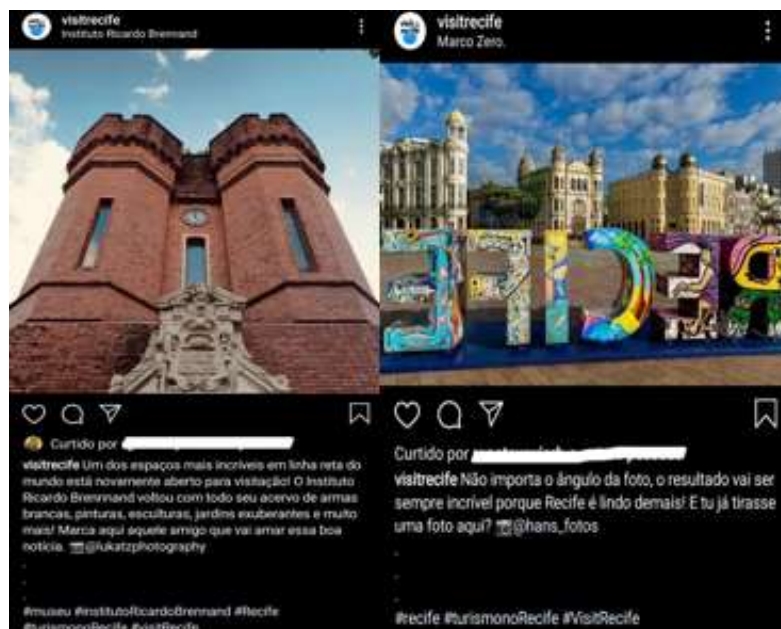 visitrecife
Instituto Ricardo Brennand
Curtido por
visitrecife Um dos espaços mais incríveis em linha reta do
mundo está novamente aberto para visitação! O Instituto
Ricardo Brennnand voltou com todo seu acervo de armas
brancas, pinturas, esculturas, jardins exuberantes e muito
mais! Marca aqui aquele amigo que vai amar essa boa
notícia. 📷@lukatzphotography
.
.
.
#museu #institutoRicardoBrennand #Recife
#turismonoRecife #visitRecife
visitrecife
Marco Zero.
RECIFE
Curtido por
visitrecife Não importa o ângulo da foto, o resultado vai ser
sempre incrível porque Recife é lindo demais! E tu já tirasse
uma foto aqui? 📷@hans_fotos
.
.
.
#recife #turismonoRecife #VisitRecife